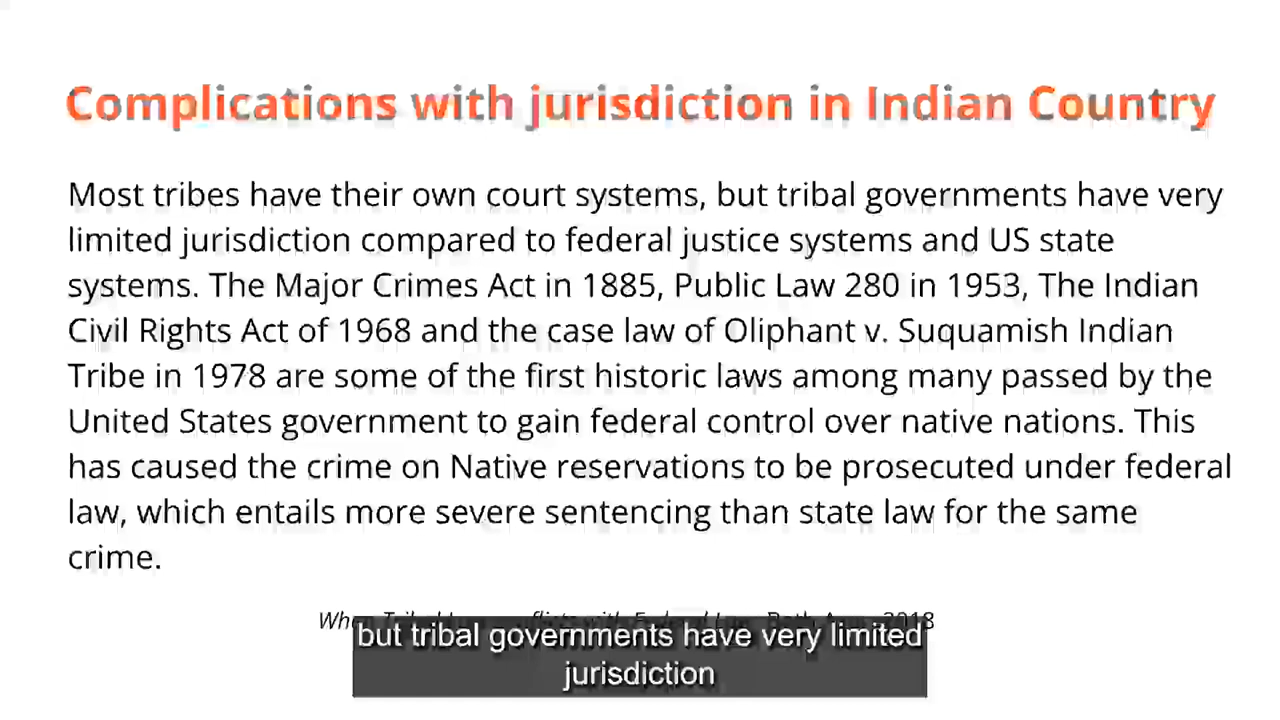 Complications with jurisdiction in Indian Country
Most tribes have their own court systems, but tribal governments have very
limited jurisdiction compared to federal justice systems and US state
systems. The Major Crimes Act in 1885, Public Law 280 in 1953, The Indian
Civil Rights Act of 1968 and the case law of Oliphant v. Suquamish Indian
Tribe in 1978 are some of the first historic laws among many passed by the
United States government to gain federal control over native nations. This
has caused the crime on Native reservations to be prosecuted under federal
law, which entails more severe sentencing than state law for the same
crime.
but tribal governments have very limited
jurisdiction